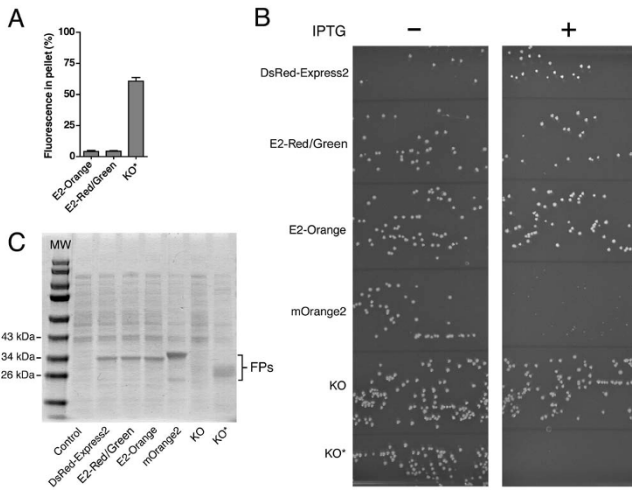 A
Fluorescence in pellet (%)
100
75
50
25
0
E2-Orange
E2-Red/Green
KO*
B
IPTG
−
+
DsRed-Express2
E2-Red/Green
E2-Orange
mOrange2
KO
KO*
C
MW
43 kDa
34 kDa
26 kDa
FPs
Control
DsRed-Express2
E2-Red/Green
E2-Orange
mOrange2
KO
KO*